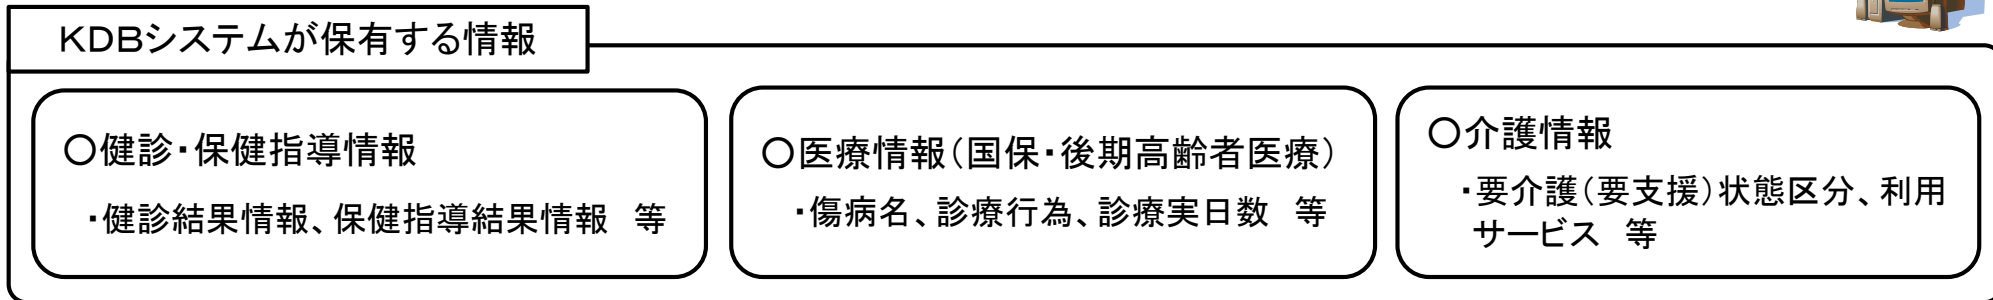 KDBシステムが保有する情報
○健診・保健指導情報
・健診結果情報、保健指導結果情報　等
○医療情報（国保・後期高齢者医療）
・傷病名、診療行為、診療実日数　等
○介護情報
・要介護（要支援）状態区分、利用
サービス　等